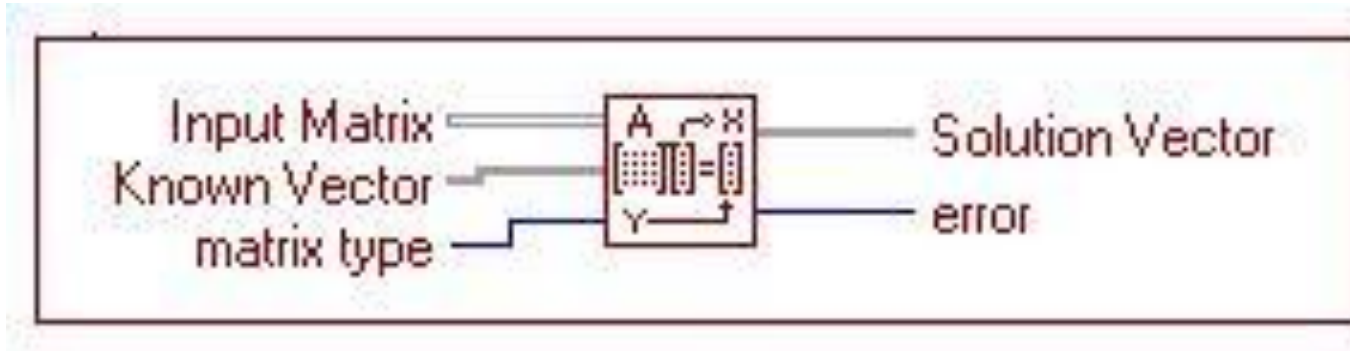 Input Matrix
Known Vector
matrix type
A X
[ ][ ]=[ ]
Y
Solution Vector
error